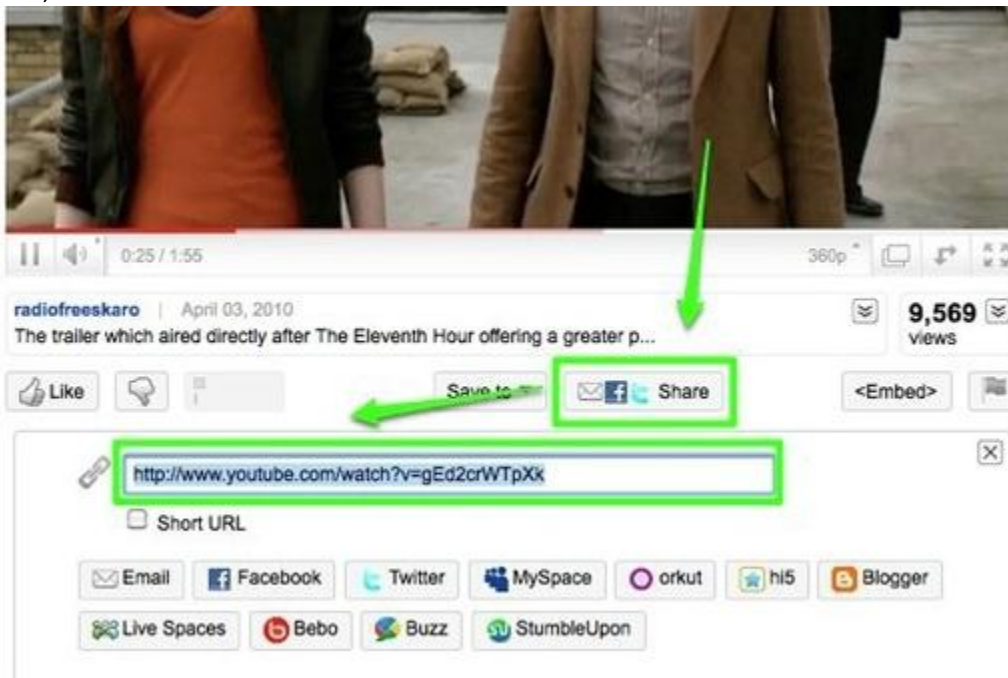 0:25 / 1:55 360p
radiofreeskaro | April 03, 2010
The trailer which aired directly after The Eleventh Hour offering a greater p...
9,569
views
Like Save to Share <Embed>
http://www.youtube.com/watch?v=gEd2crWTpXk
Short URL
Email Facebook Twitter MySpace orkut hi5 Blogger
Live Spaces Bebo Buzz StumbleUpon